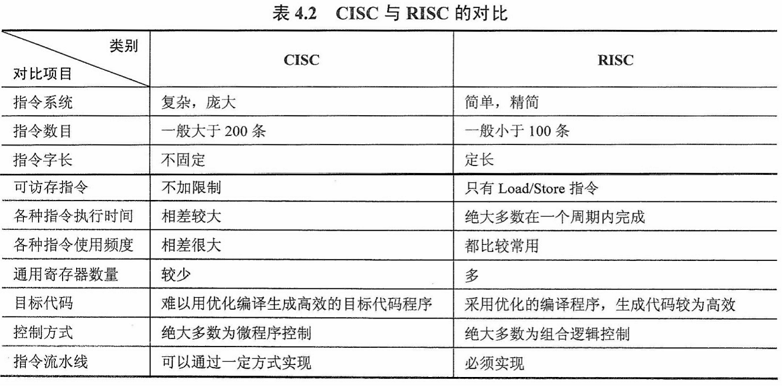 表 4.2 CISC 与 RISC 的对比
类别
对比项目 CISC RISC
指令系统 复杂，庞大 简单，精简
指令数目 一般大于 200 条 一般小于 100 条
指令字长 不固定 定长
可访存指令 不加限制 只有 Load/Store 指令
各种指令执行时间 相差较大 绝大多数在一个周期内完成
各种指令使用频度 相差很大 都比较常用
通用寄存器数量 较少 多
目标代码 难以用优化编译生成高效的目标代码程序 采用优化的编译程序，生成代码较为高效
控制方式 绝大多数为微程序控制 绝大多数为组合逻辑控制
指令流水线 可以通过一定方式实现 必须实现